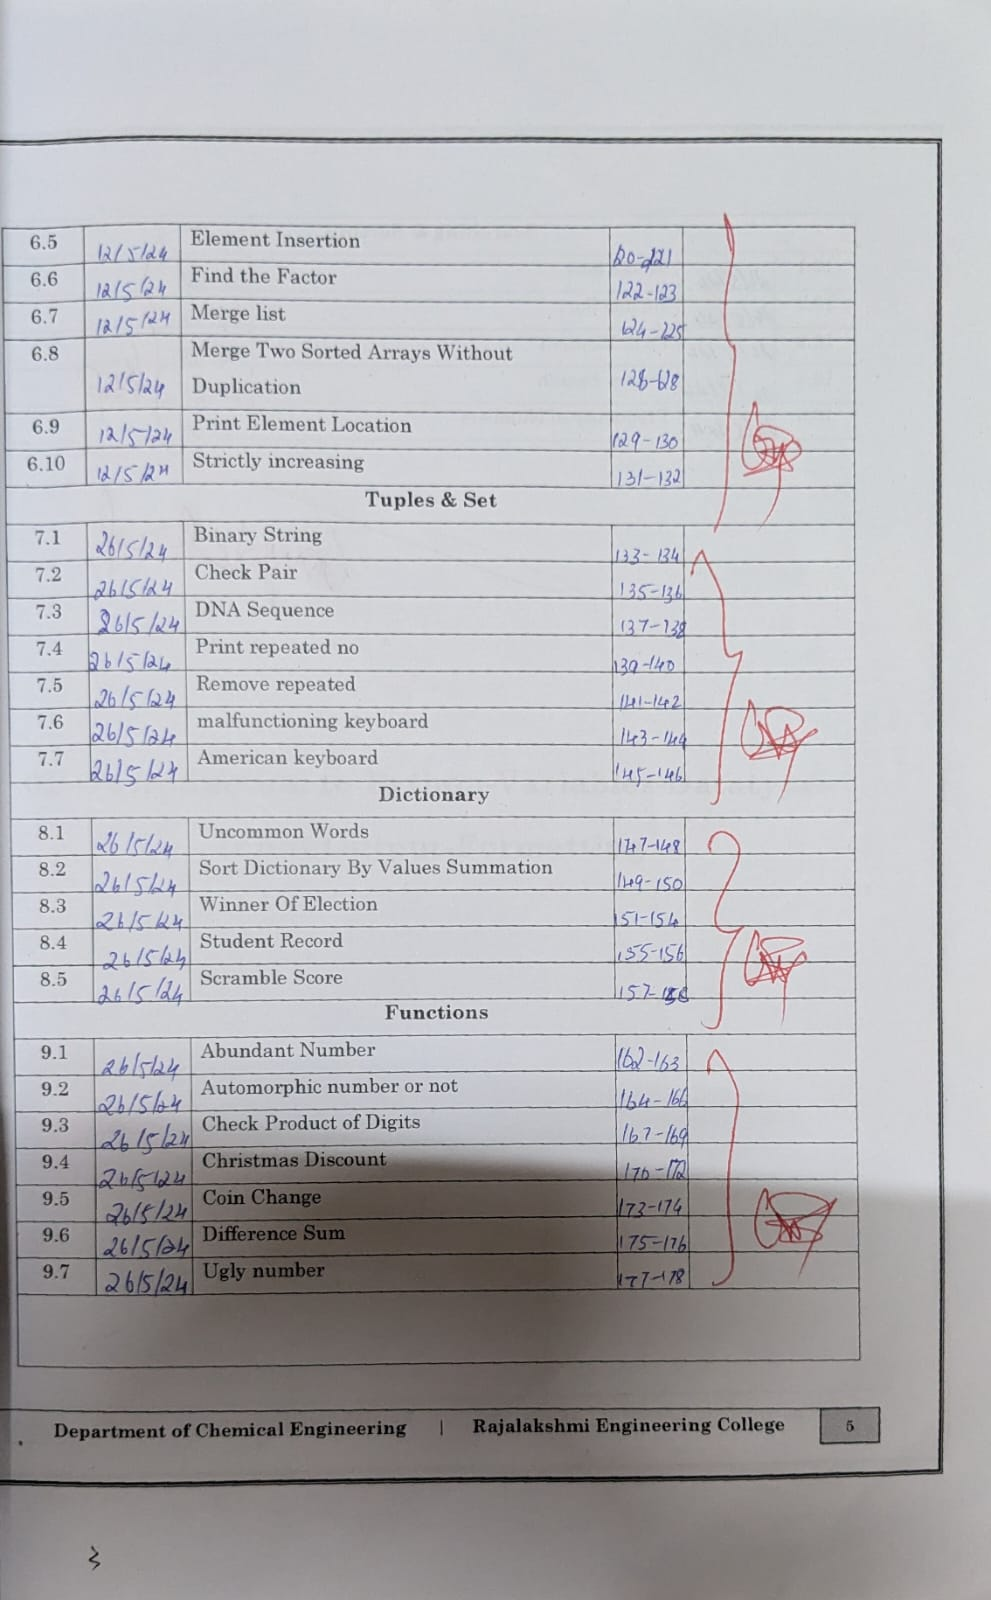 6.5 12/5/24 Element Insertion
6.6 12/5/24 Find the Factor 122-123
6.7 12/5/24 Merge list
6.8 12/5/24 Merge Two Sorted Arrays Without
Duplication
6.9 12/5/24 Print Element Location 129-130
6.10 12/5/24 Strictly increasing 131-132
Tuples & Set
7.1 26/5/24 Binary String 133-134
7.2 26/5/24 Check Pair 135-136
7.3 26/5/24 DNA Sequence 137-138
7.4 26/5/24 Print repeated no 139-140
7.5 26/5/24 Remove repeated 141-142
7.6 26/5/24 malfunctioning keyboard 143-144
7.7 26/5/24 American keyboard 145-146
Dictionary
8.1 26/5/24 Uncommon Words 147-148
8.2 26/5/24 Sort Dictionary By Values Summation 149-150
8.3 26/5/24 Winner Of Election 151-154
8.4 26/5/24 Student Record 155-156
8.5 26/5/24 Scramble Score 157-158
Functions
9.1 26/5/24 Abundant Number 162-163
9.2 26/5/24 Automorphic number or not 164-166
9.3 26/5/24 Check Product of Digits 167-169
9.4 26/5/24 Christmas Discount 170-172
9.5 26/5/24 Coin Change 173-174
9.6 26/5/24 Difference Sum 175-176
9.7 26/5/24 Ugly number 177-178
Department of Chemical Engineering | Rajalakshmi Engineering College 5
3